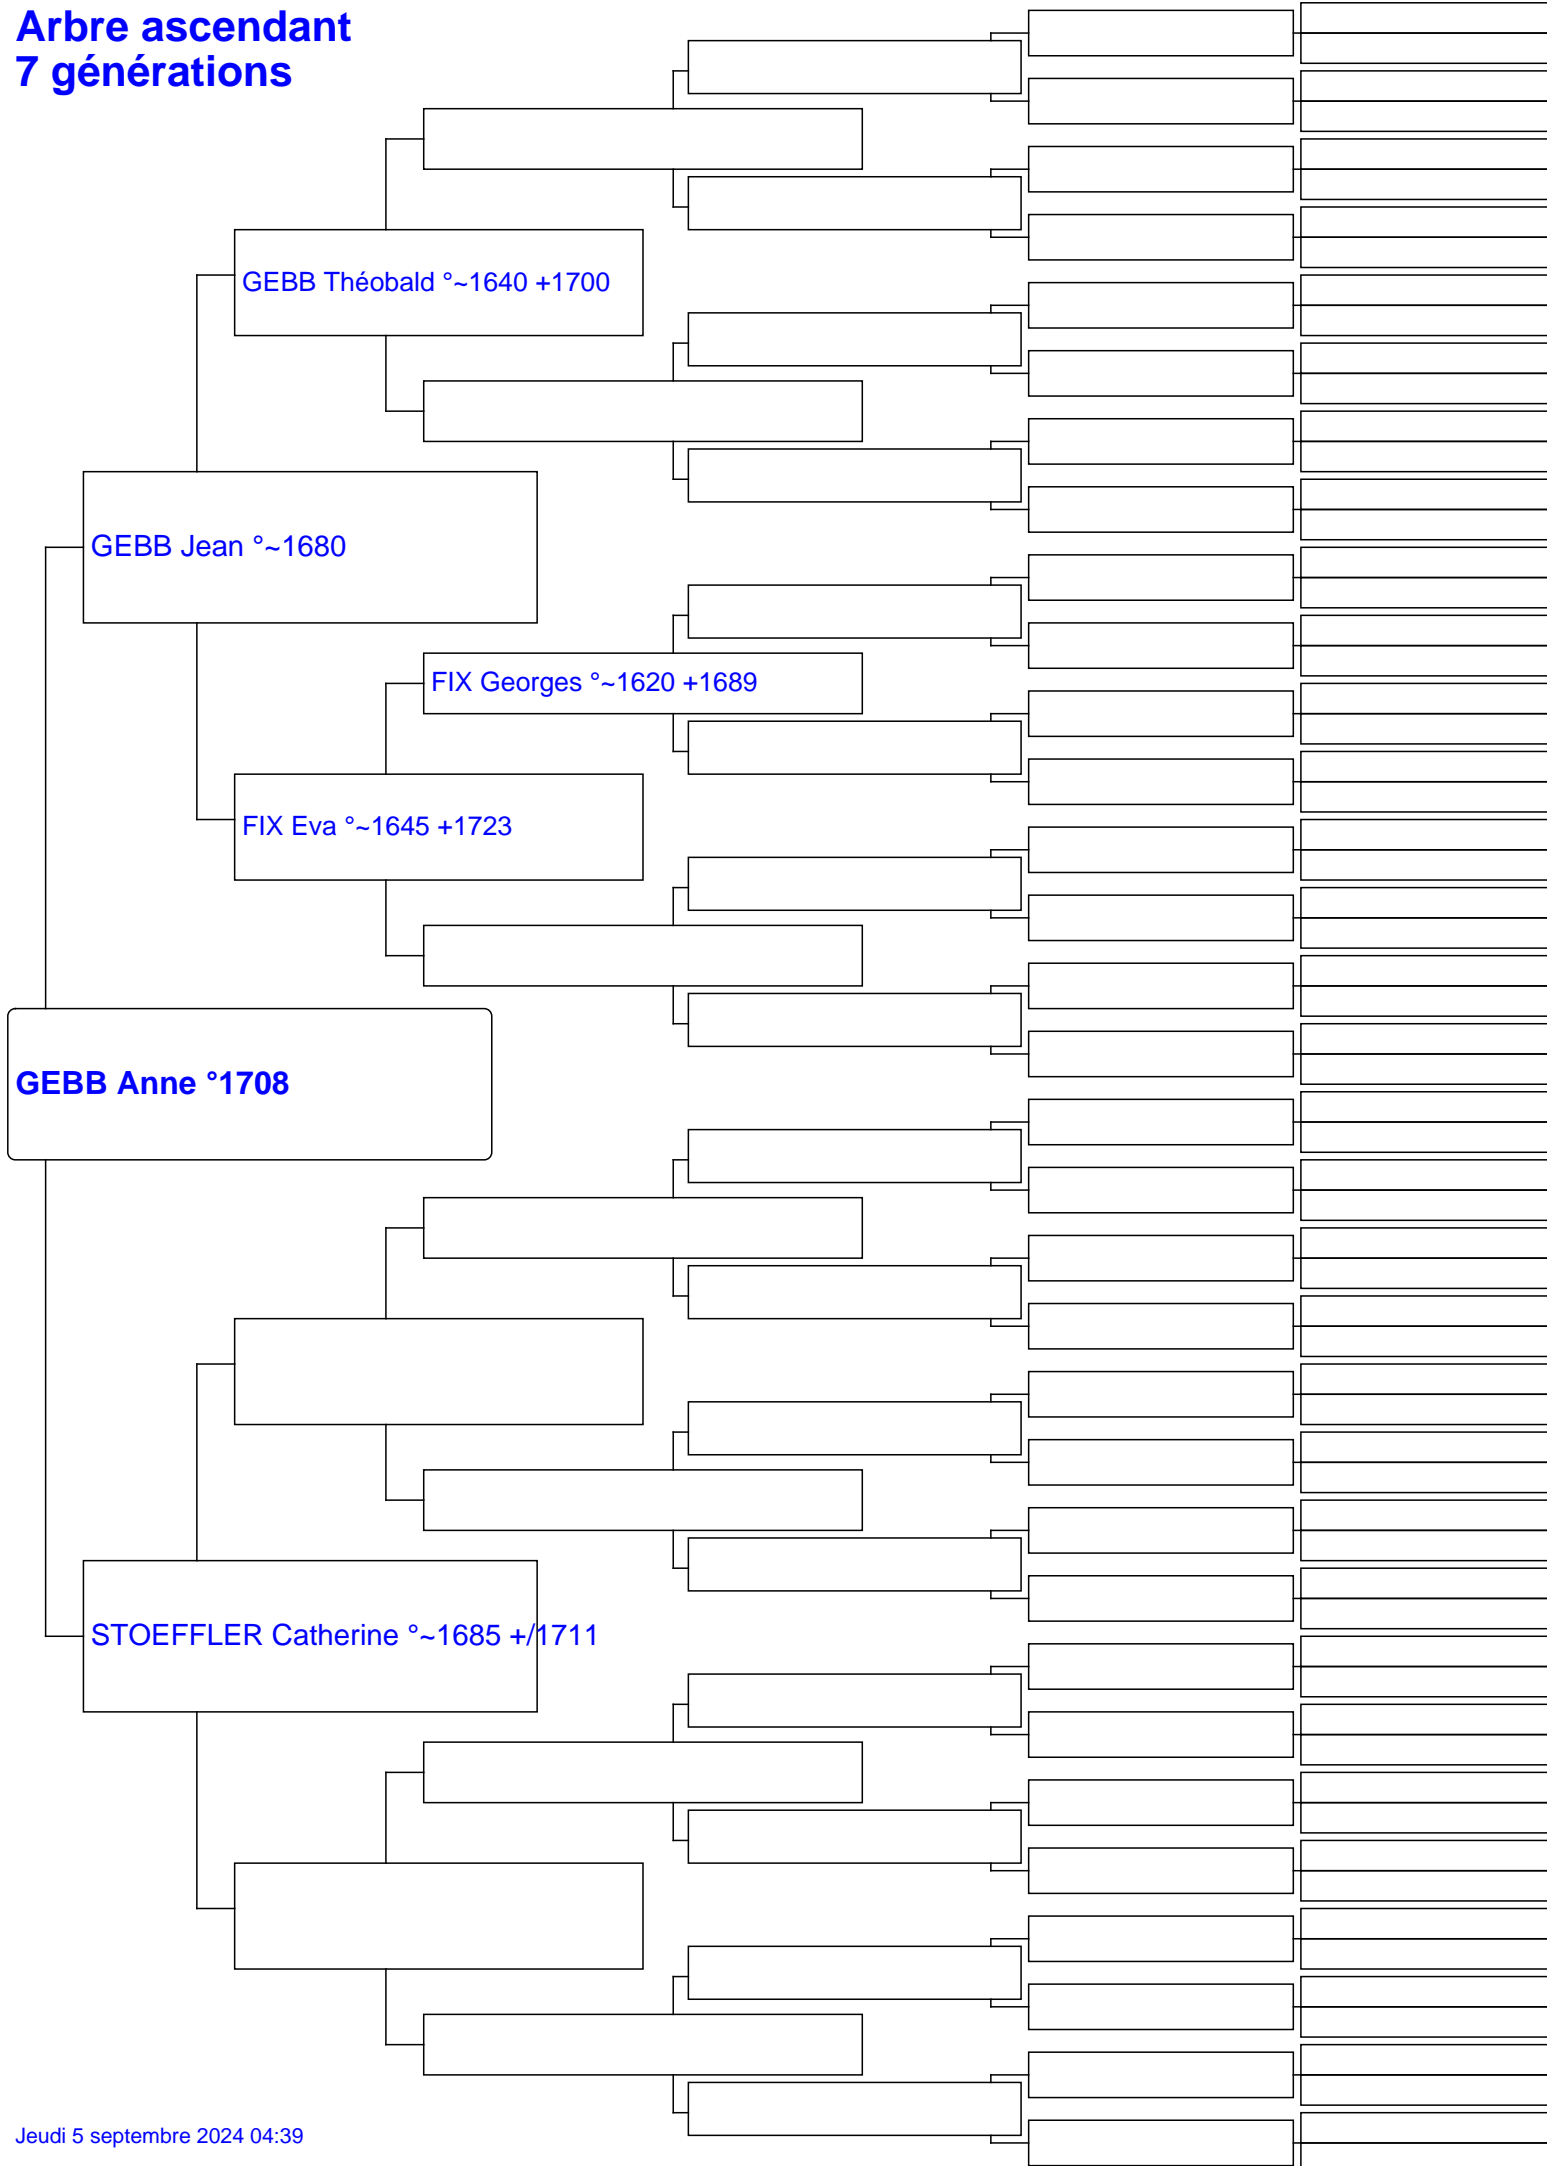 Arbre ascendant
7 générations
GEBB Théobald °~1640 +1700
GEBB Jean °~1680
FIX Georges °~1620 +1689
FIX Eva °~1645 +1723
GEBB Anne °1708
STOEFFLER Catherine °~1685 +/1711
Jeudi 5 septembre 2024 04:39